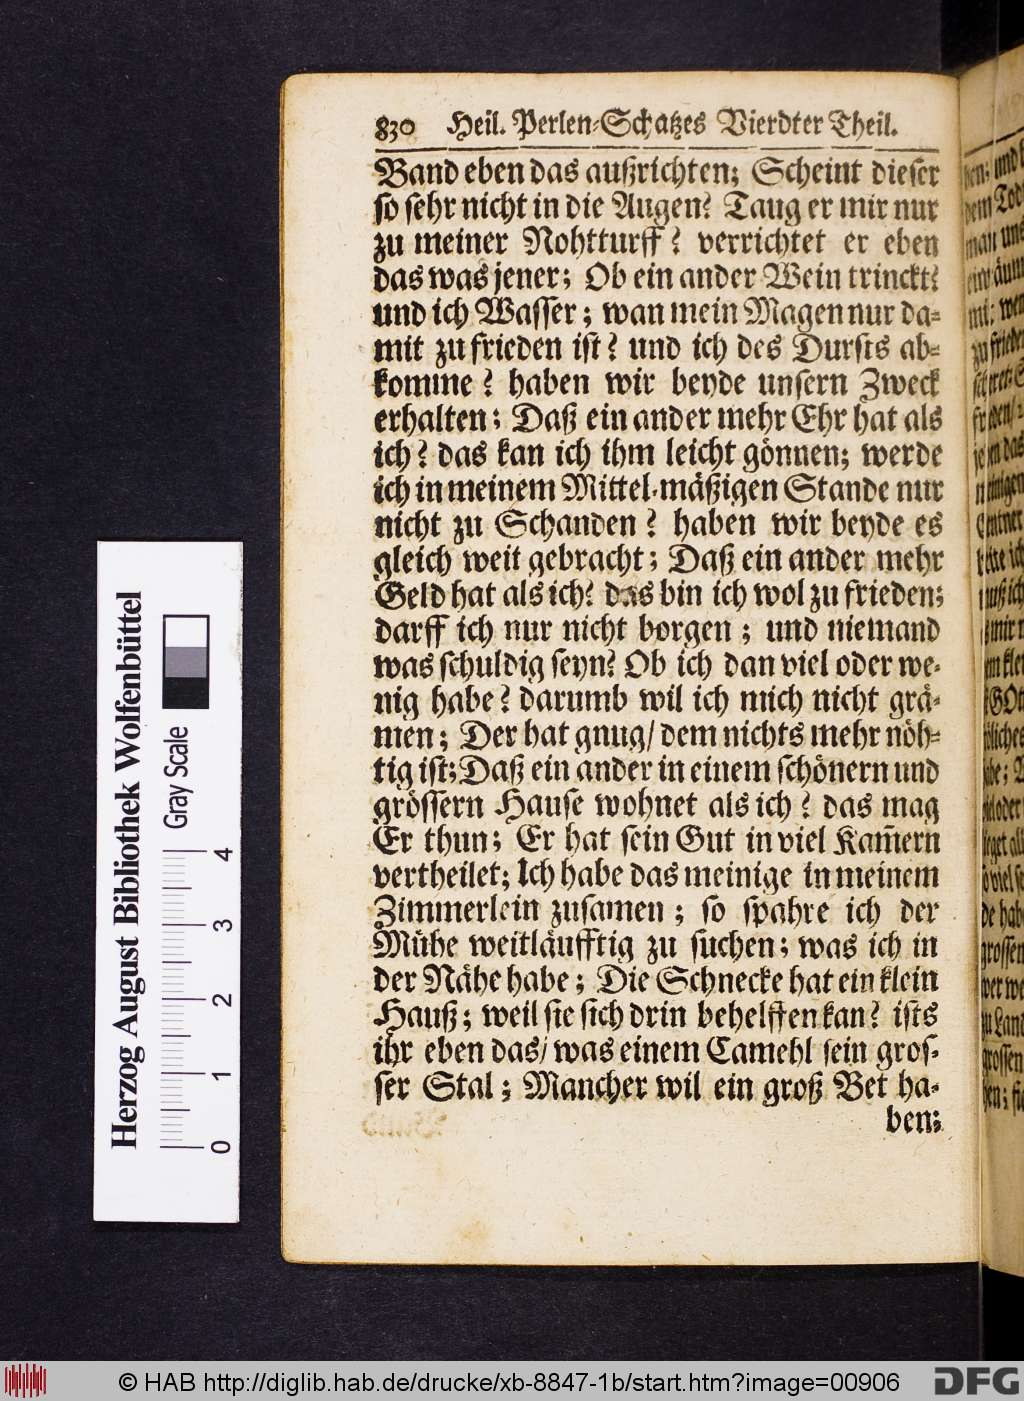 830 Heil. Perlen-Schatzes Vierdter Theil.
Band eben das außrichten; Scheint dieser
so sehr nicht in die Augen? Taug er mir nur
zu meiner Nohtturff? verrichtet er eben
das was jener; Ob ein ander Wein trinckt?
und ich Wasser; wan mein Magen nur da-
mit zu frieden ist? und ich des Dursts ab-
komme? haben wir beyde unsern Zweck
erhalten; Daß ein ander mehr Ehr hat als
ich? das kan ich ihm leicht gönnen; werde
ich in meinem Mittel-mäßigen Stande nur
nicht zu Schanden? haben wir beyde es
gleich weit gebracht; Daß ein ander mehr
Geld hat als ich? das bin ich wol zu frieden;
darff ich nur nicht borgen; und niemand
was schuldig seyn? Ob ich dan viel oder we-
nig habe? darumb wil ich mich nicht grä-
men; Der hat gnug/ dem nichts mehr nöh-
tig ist; Daß ein ander in einem schönern und
grössern Hause wohnet als ich? das mag
Er thun; Er hat sein Gut in viel Kam̄ern
vertheilet; Ich habe das meinige in meinem
Zimmerlein zusamen; so spahre ich der
Mühe weitläufftig zu suchen; was ich in
der Nähe habe; Die Schnecke hat ein klein
Hauß; weil sie sich drin behelffen kan? ists
ihr eben das/ was einem Camehl sein gros-
ser Stal; Mancher wil ein groß Bet ha-
ben;
Herzog August Bibliothek Wolfenbüttel
Gray Scale
0 1 2 3 4
© HAB http://diglib.hab.de/drucke/xb-8847-1b/start.htm?image=00906
DFG